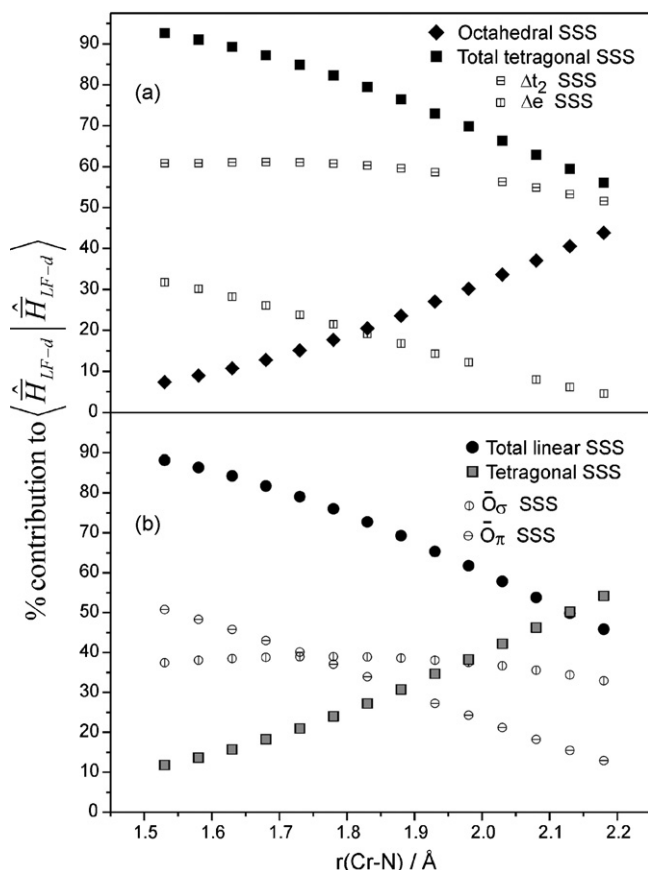 % contribution to ⟨Ĥ̄_LF-d | Ĥ̄_LF-d⟩
90
80
70
60
50
40
30
20
10
0
(a)
Octahedral SSS
Total tetragonal SSS
Δt₂ SSS
Δe SSS
90
80
70
60
50
40
30
20
10
0
(b)
Total linear SSS
Tetragonal SSS
Ōσ SSS
Ōπ SSS
1.5 1.6 1.7 1.8 1.9 2.0 2.1 2.2
r(Cr-N) / Å